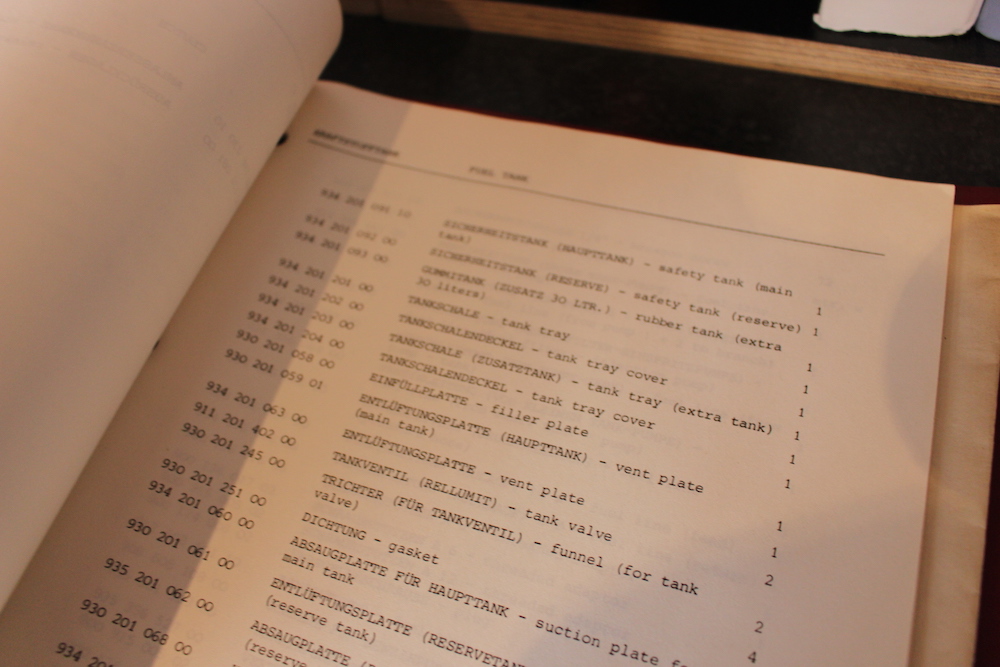 KRAFTSTOFFTANK FUEL TANK
934 201 091 10 SICHERHEITSTANK (HAUPTTANK) - safety tank (main
tank) 1
934 201 092 00 SICHERHEITSTANK (RESERVE) - safety tank (reserve) 1
934 201 093 00 GUMMITANK (ZUSATZ 30 LTR.) - rubber tank (extra
30 liters) 1
934 201 201 00 TANKSCHALE - tank tray 1
934 201 202 00 TANKSCHALENDECKEL - tank tray cover 1
934 201 203 00 TANKSCHALE (ZUSATZTANK) - tank tray (extra tank) 1
934 201 204 00 TANKSCHALENDECKEL - tank tray cover 1
930 201 058 00 EINFÜLLPLATTE - filler plate 1
930 201 059 01 ENTLÜFTUNGSPLATTE (HAUPTTANK) - vent plate
(main tank) 1
934 201 063 00 ENTLÜFTUNGSPLATTE - vent plate 1
911 201 402 00 TANKVENTIL (RELLUMIT) - tank valve 2
930 201 245 00 TRICHTER (FÜR TANKVENTIL) - funnel (for tank
valve) 2
930 201 251 00 DICHTUNG - gasket 4
934 201 060 00 ABSAUGPLATTE FÜR HAUPTTANK - suction plate
main tank
930 201 061 00 ENTLÜFTUNGSPLATTE
(reserve tank)
935 201 062 00 ABSAUGPLATTE
(reserve
930 201 068 00
934